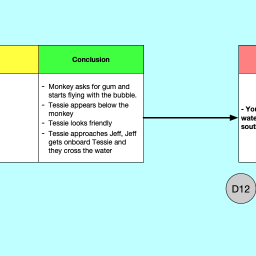 Conclusion
- Monkey asks for gum and
starts flying with the bubble.
- Tessie appears below the
monkey
- Tessie looks friendly
- Tessie approaches Jeff, Jeff
gets onboard Tessie and
they cross the water
- You
wate
sout
D12